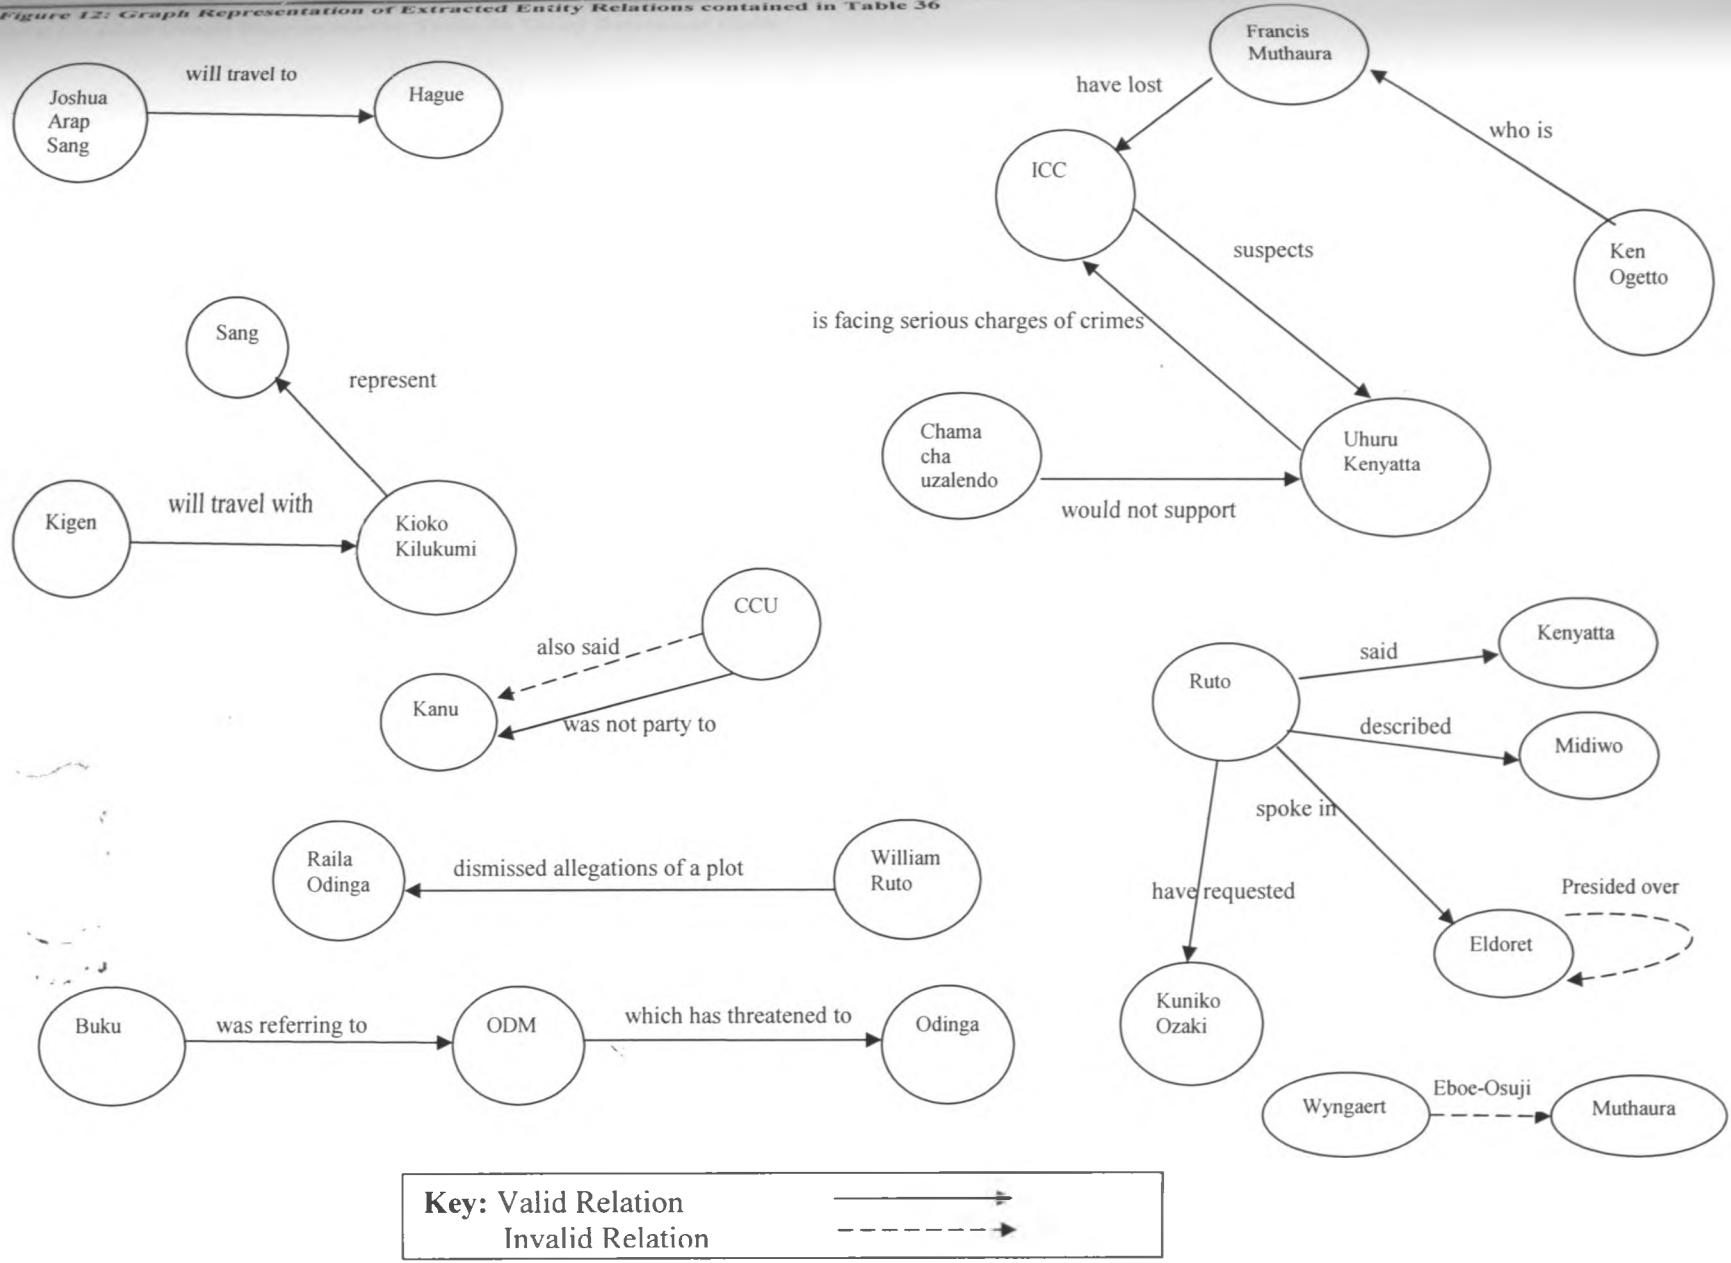 Figure 12: Graph Representation of Extracted Entity Relations contained in Table 36
Joshua
Arap
Sang
will travel to
Hague
Francis
Muthaura
have lost
who is
ICC
Ken
Ogetto
suspects
is facing serious charges of crimes
Sang
represent
Chama
cha
uzalendo
would not support
Uhuru
Kenyatta
Kigen
will travel with
Kioko
Kilukumi
CCU
also said
Kanu
was not party to
Ruto
said
Kenyatta
described
Midiwo
spoke in
have requested
Raila
Odinga
dismissed allegations of a plot
William
Ruto
Presided over
Eldoret
Kuniko
Ozaki
Buku
was referring to
ODM
which has threatened to
Odinga
Wyngaert
Eboe-Osuji
Muthaura
Key: Valid Relation
Invalid Relation